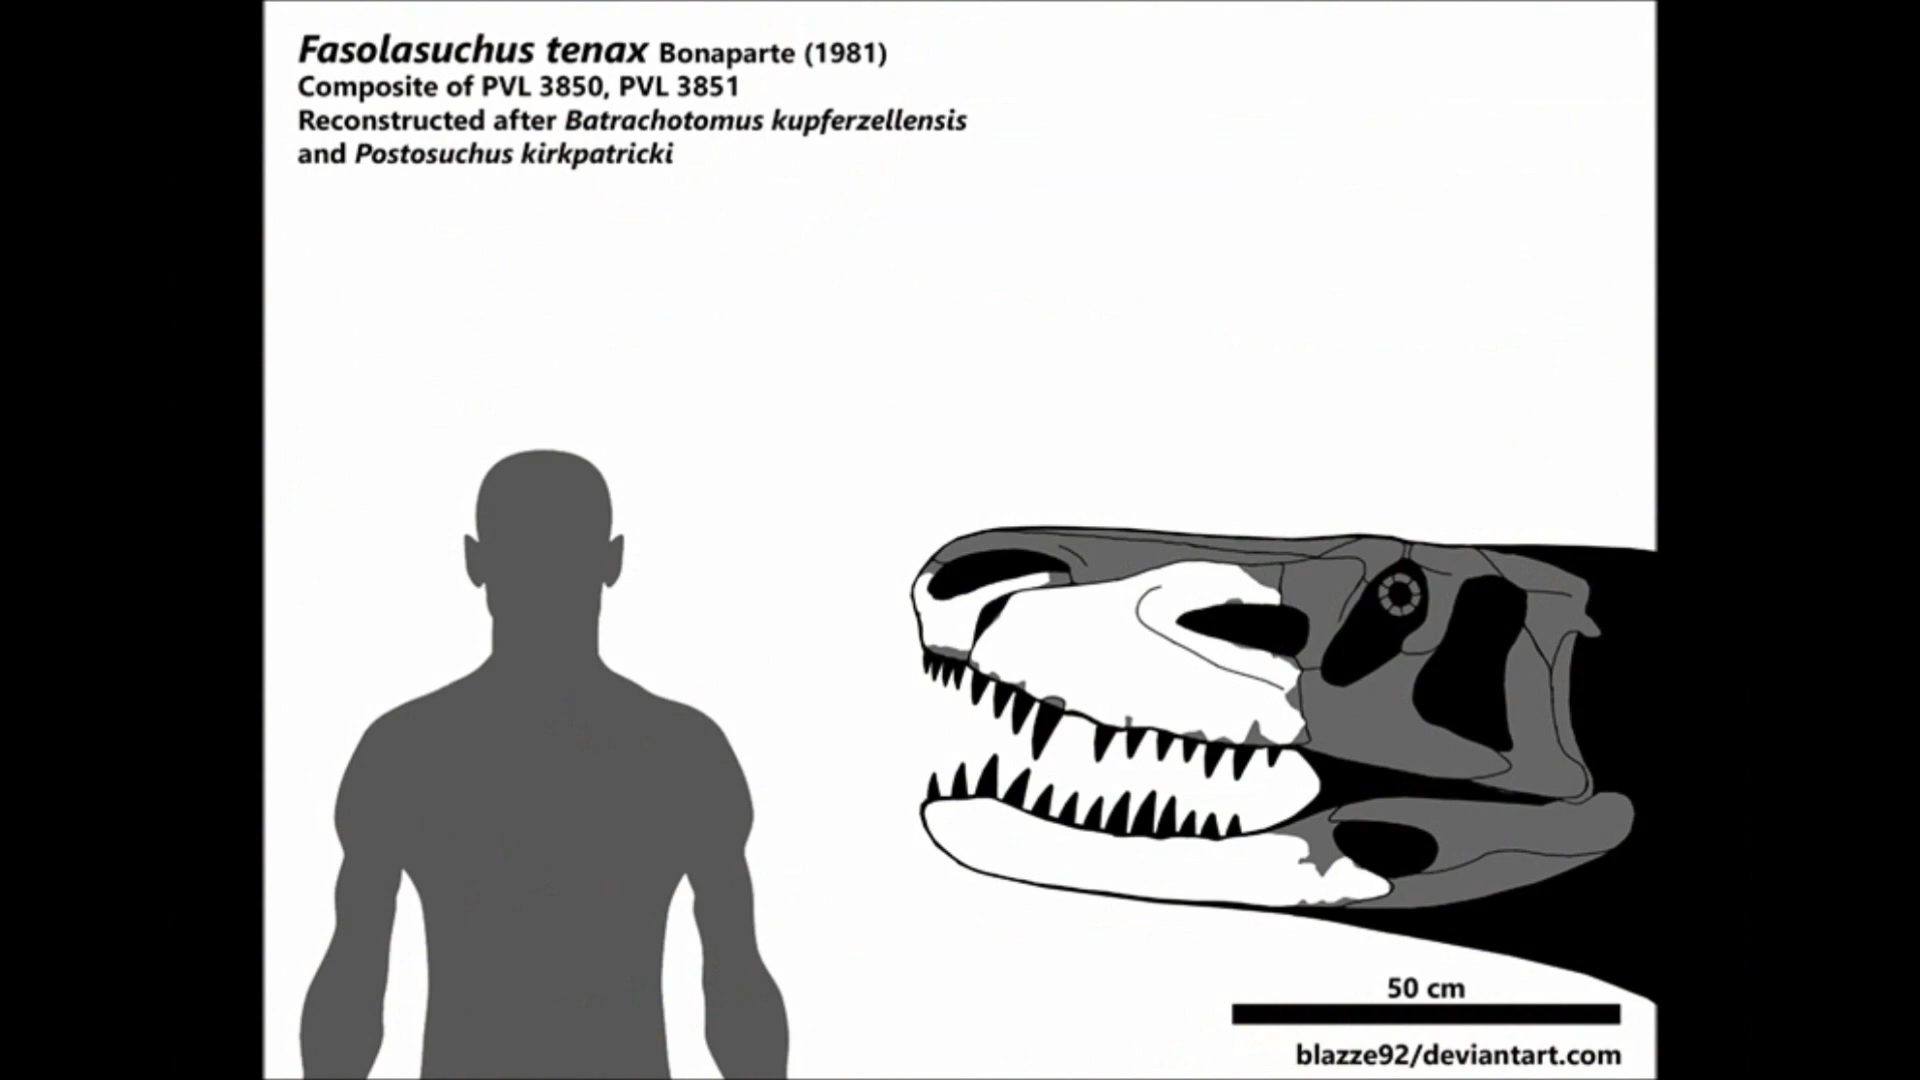 Fasolasuchus tenax Bonaparte (1981)
Composite of PVL 3850, PVL 3851
Reconstructed after Batrachotomus kupferzellensis
and Postosuchus kirkpatricki
50 cm
blazze92/deviantart.com